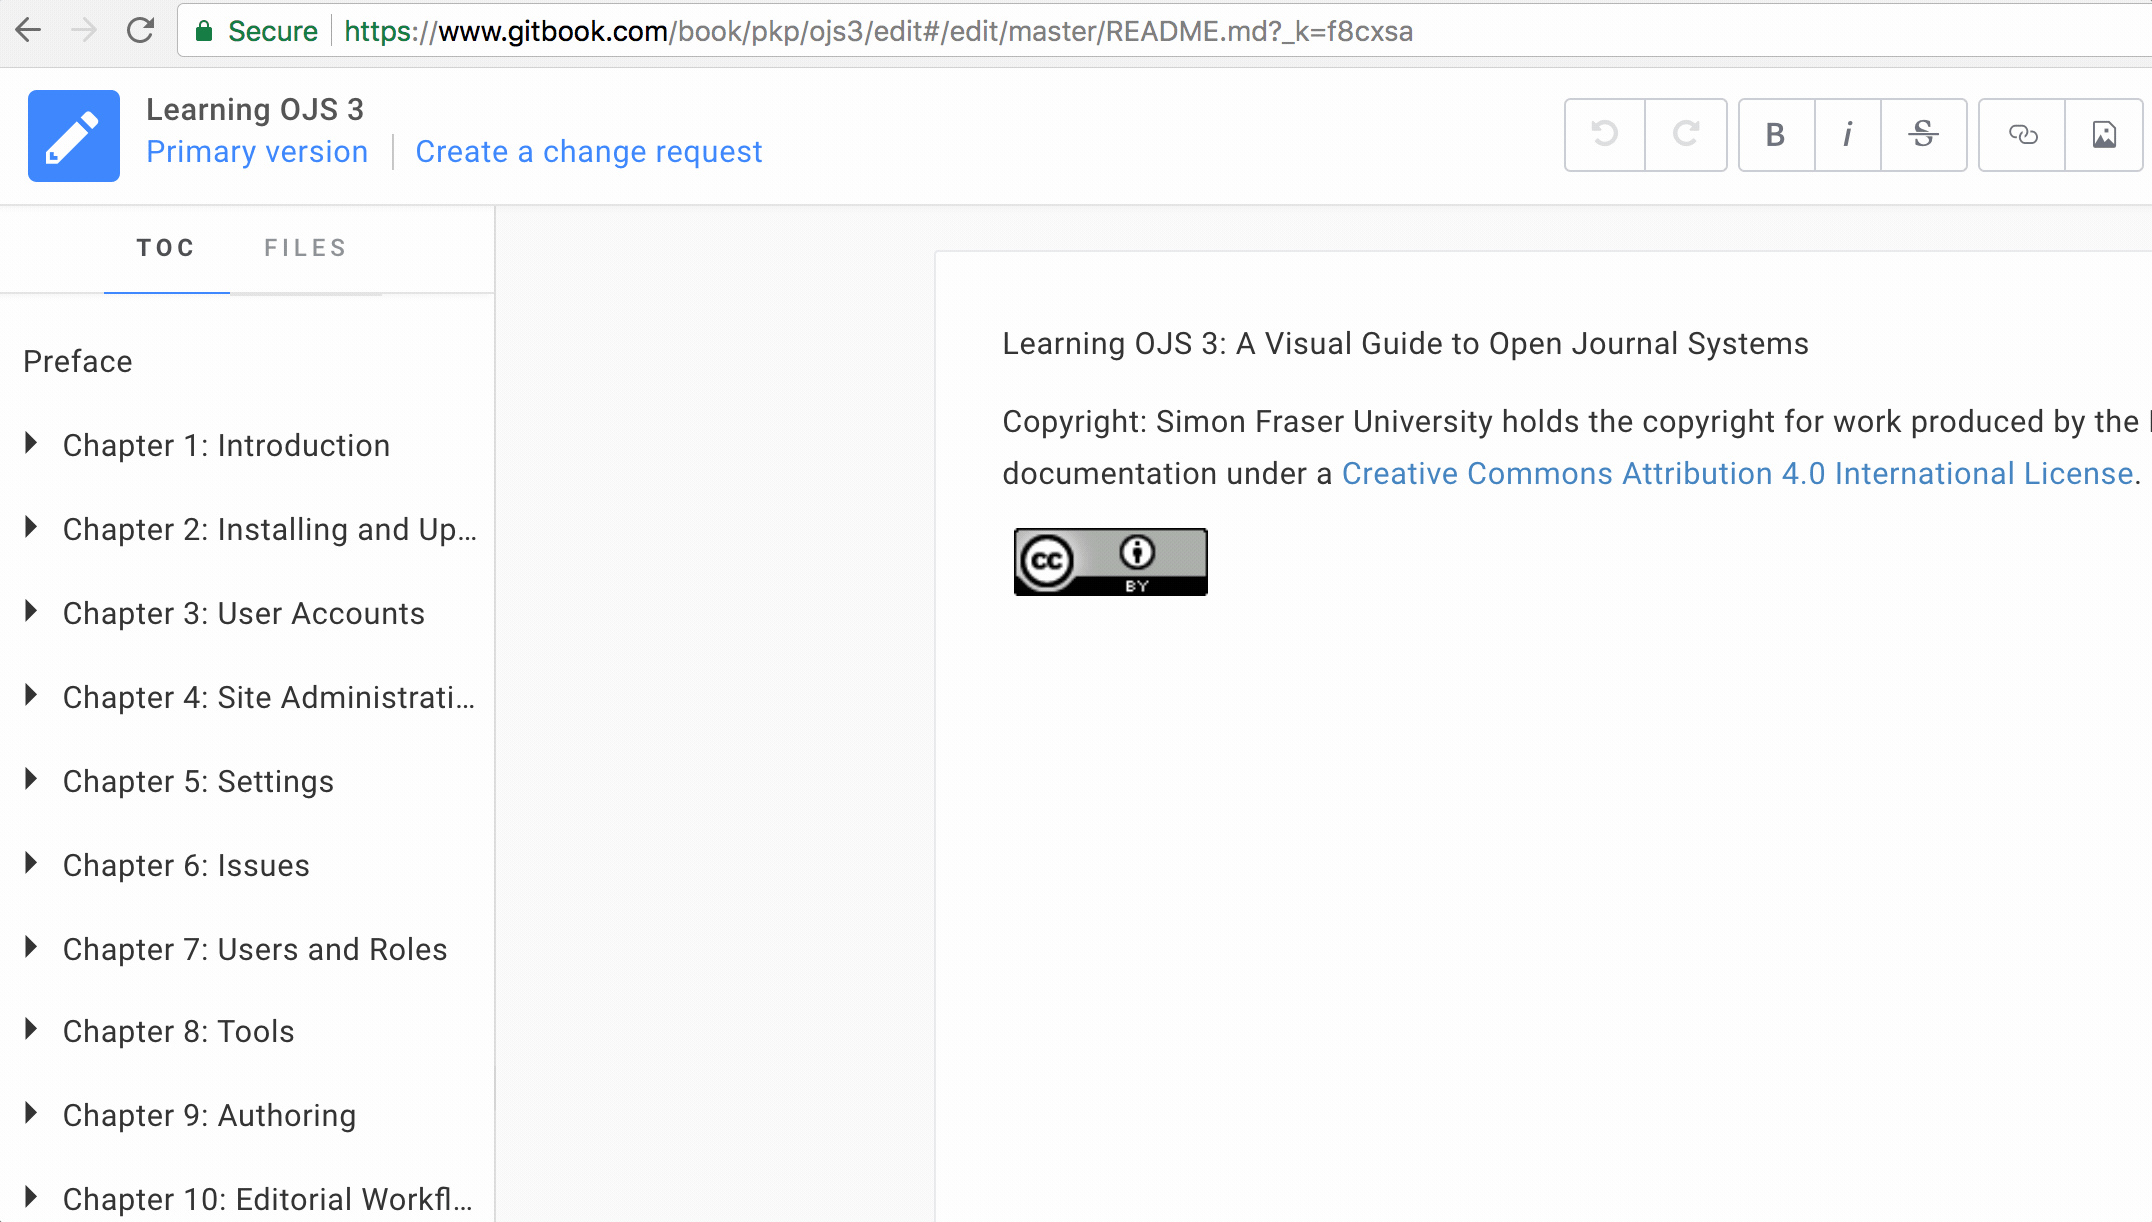 Secure https://www.gitbook.com/book/pkp/ojs3/edit#/edit/master/README.md?_k=f8cxsa
Learning OJS 3
Primary version Create a change request
B i S
TOC FILES
Preface
Chapter 1: Introduction
Chapter 2: Installing and Up...
Chapter 3: User Accounts
Chapter 4: Site Administrati...
Chapter 5: Settings
Chapter 6: Issues
Chapter 7: Users and Roles
Chapter 8: Tools
Chapter 9: Authoring
Chapter 10: Editorial Workfl...
Learning OJS 3: A Visual Guide to Open Journal Systems
Copyright: Simon Fraser University holds the copyright for work produced by the
documentation under a Creative Commons Attribution 4.0 International License.
CC
BY